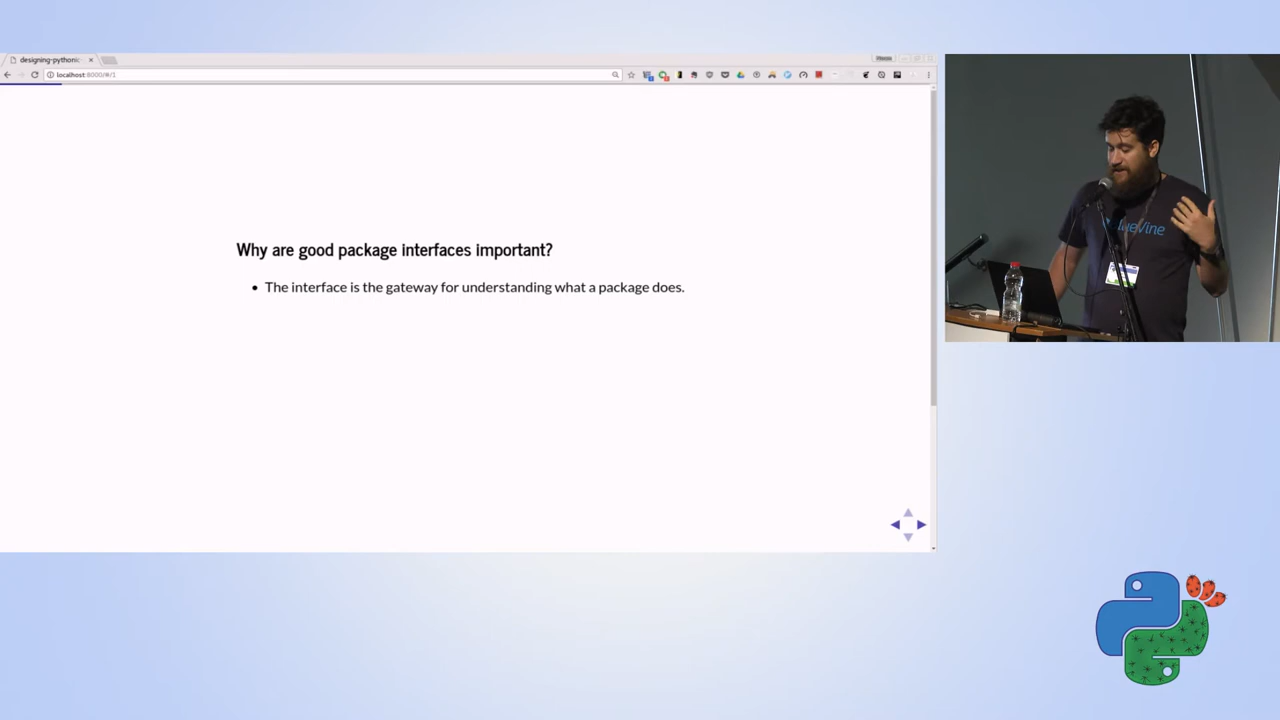 designing-pythonic
localhost:8000/#/1
Why are good package interfaces important?
• The interface is the gateway for understanding what a package does.